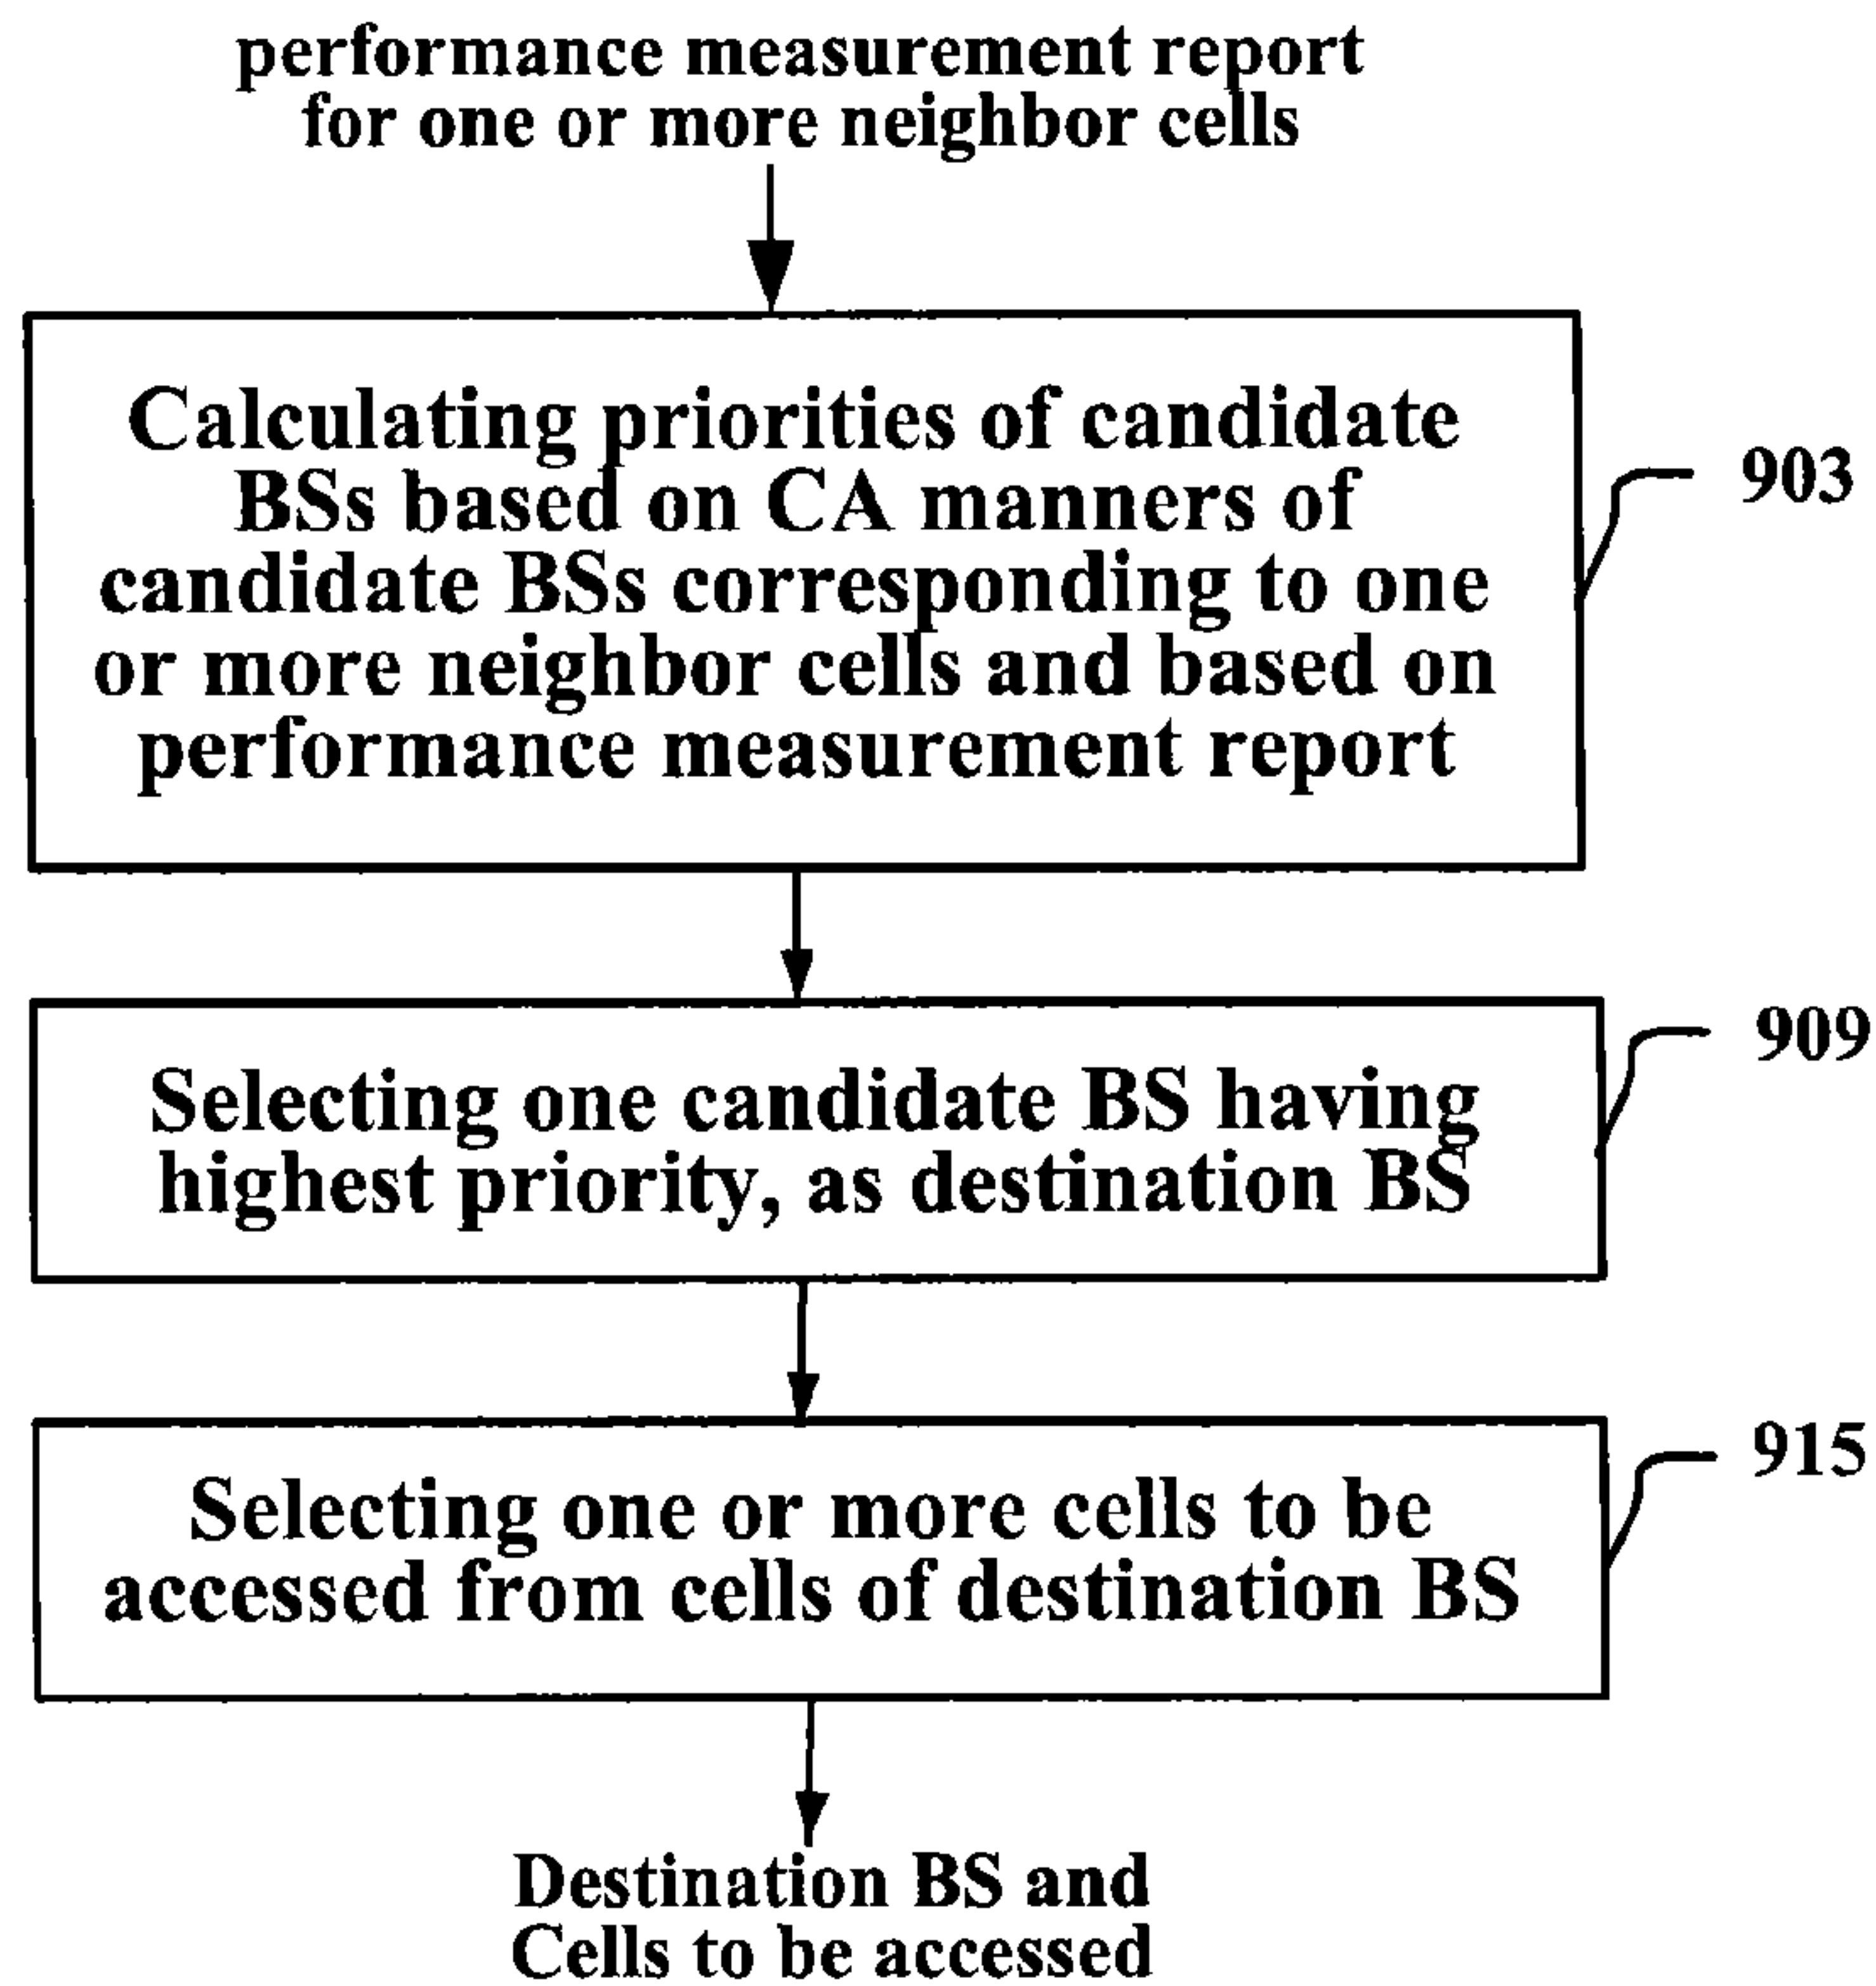 performance measurement report
for one or more neighbor cells
Calculating priorities of candidate
BSs based on CA manners of
candidate BSs corresponding to one
or more neighbor cells and based on
performance measurement report
903
Selecting one candidate BS having
highest priority, as destination BS
909
Selecting one or more cells to be
accessed from cells of destination BS
915
Destination BS and
Cells to be accessed